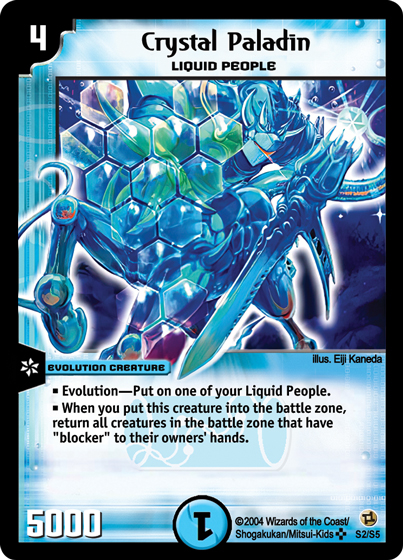 4
Crystal Paladin
LIQUID PEOPLE
illus. Eiji Kaneda
EVOLUTION CREATURE
▪ Evolution—Put on one of your Liquid People.
▪ When you put this creature into the battle zone,
return all creatures in the battle zone that have
"blocker" to their owners' hands.
5000
1
©2004 Wizards of the Coast/
Shogakukan/Mitsui-Kids S2/S5